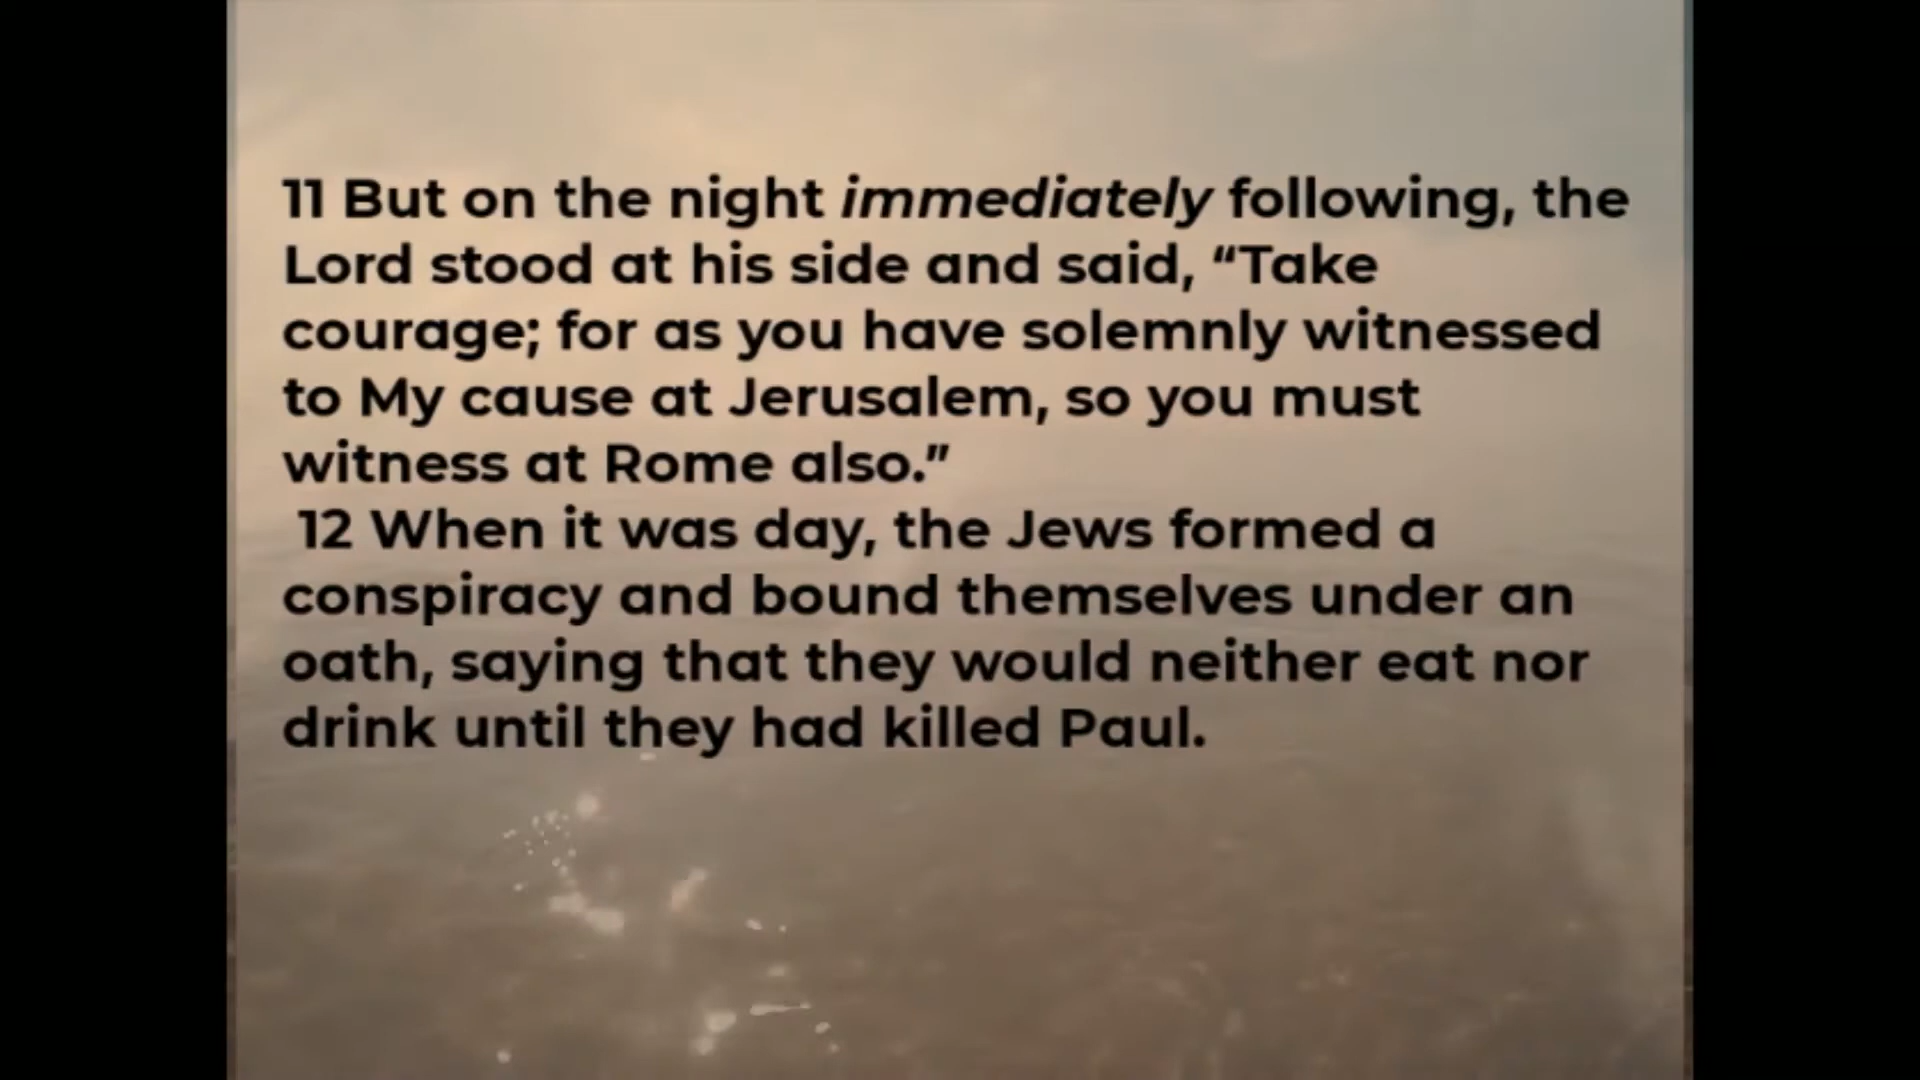 11 But on the night immediately following, the
Lord stood at his side and said, “Take
courage; for as you have solemnly witnessed
to My cause at Jerusalem, so you must
witness at Rome also.”
12 When it was day, the Jews formed a
conspiracy and bound themselves under an
oath, saying that they would neither eat nor
drink until they had killed Paul.